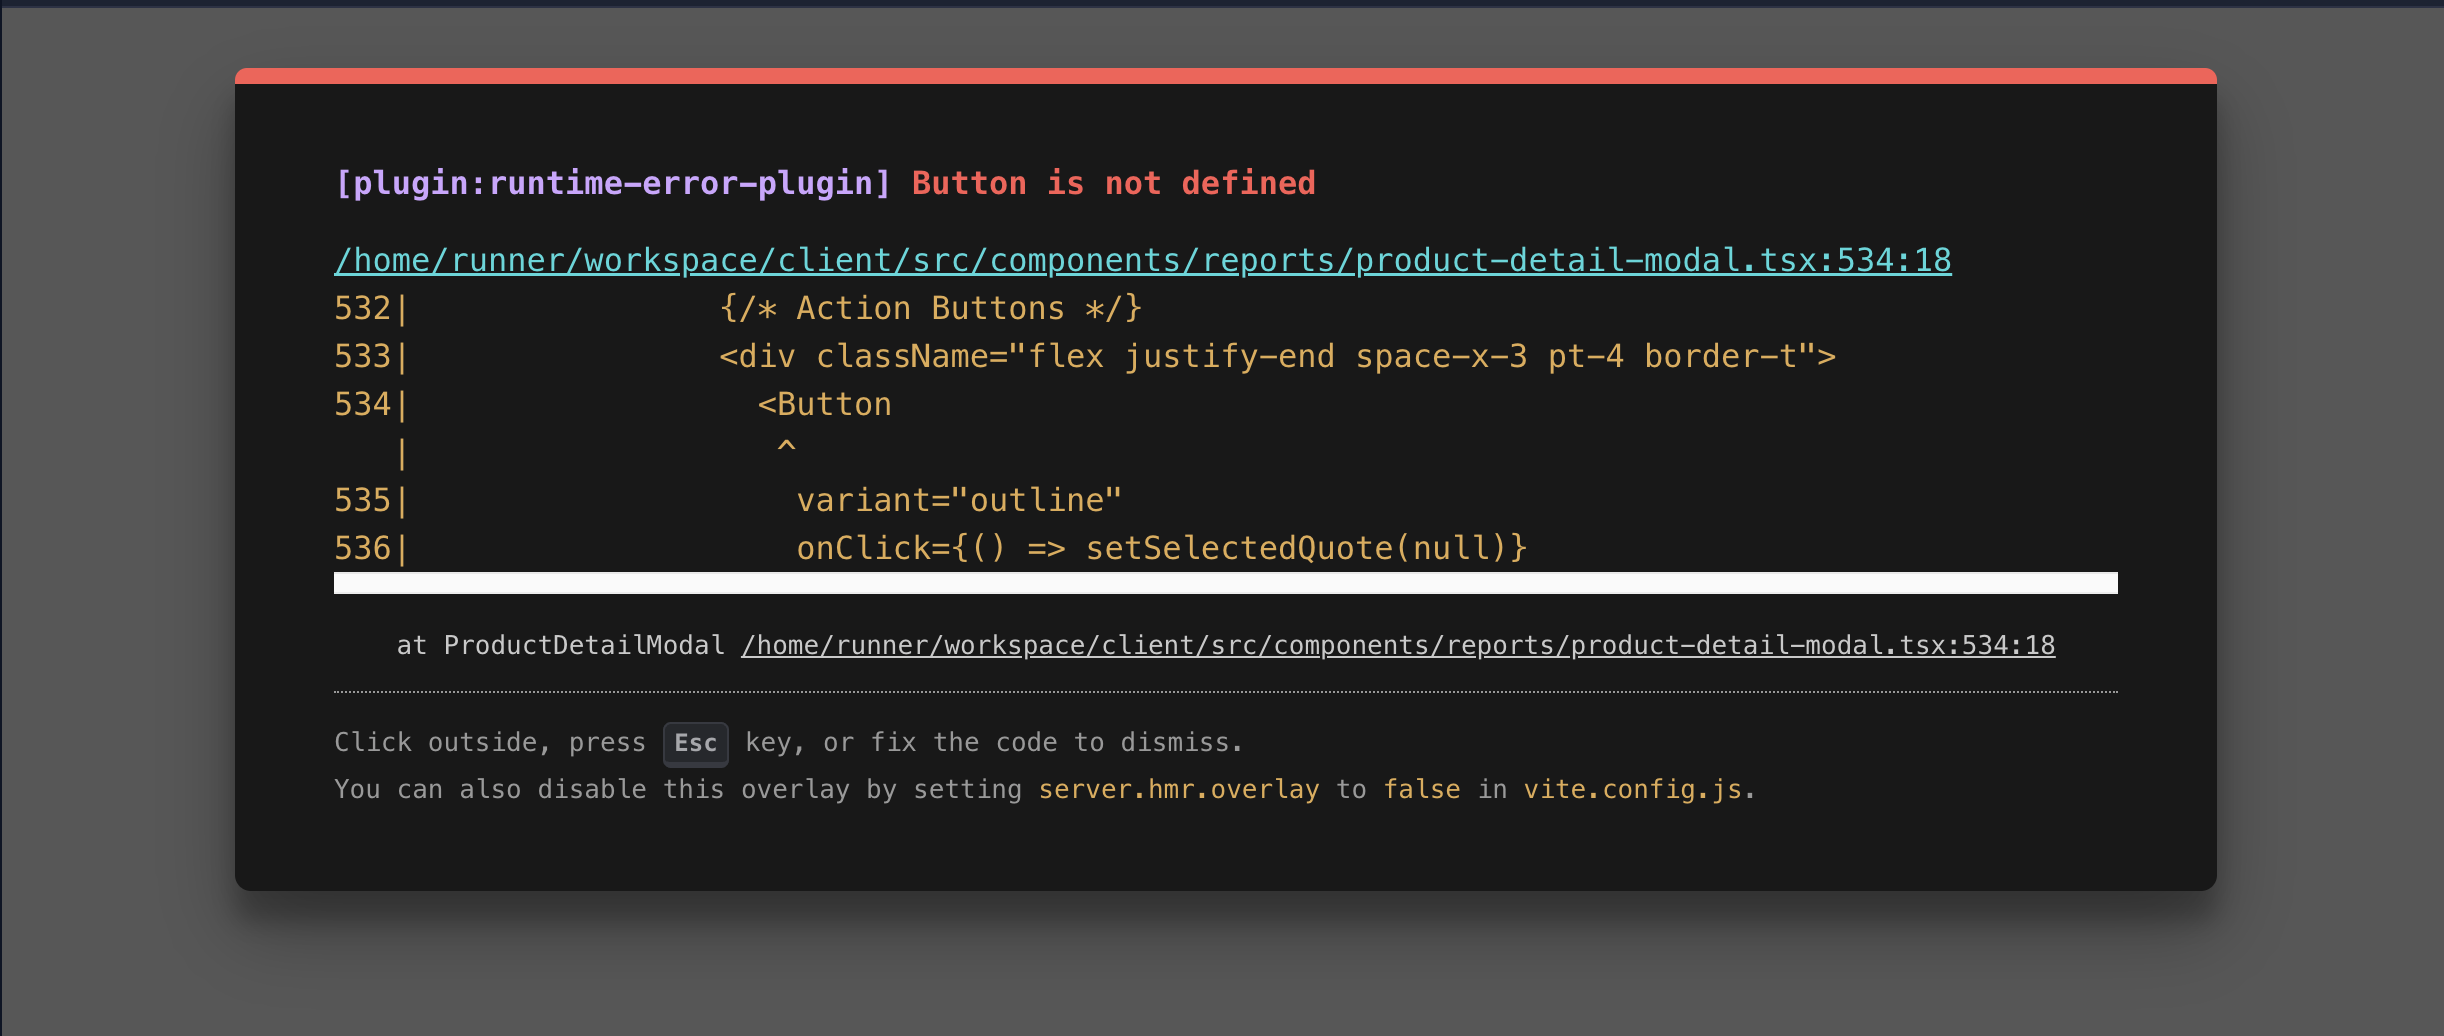 [plugin:runtime-error-plugin] Button is not defined
/home/runner/workspace/client/src/components/reports/product-detail-modal.tsx:534:18
532|                {/* Action Buttons */}
533|                <div className="flex justify-end space-x-3 pt-4 border-t">
534|                  <Button
   |                   ^
535|                    variant="outline"
536|                    onClick={() => setSelectedQuote(null)}
at ProductDetailModal /home/runner/workspace/client/src/components/reports/product-detail-modal.tsx:534:18
Click outside, press Esc key, or fix the code to dismiss.
You can also disable this overlay by setting server.hmr.overlay to false in vite.config.js.